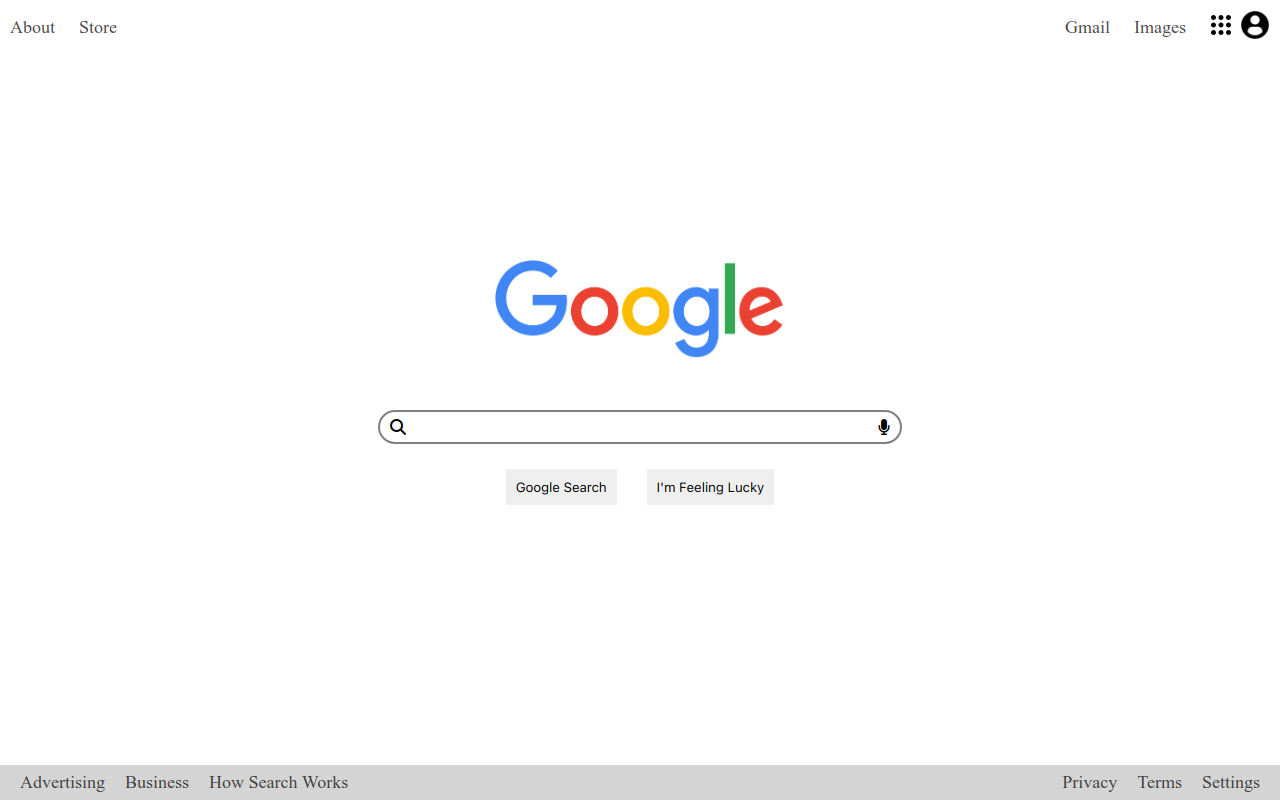 About Store Gmail Images
Google
Google Search I'm Feeling Lucky
Advertising Business How Search Works Privacy Terms Settings